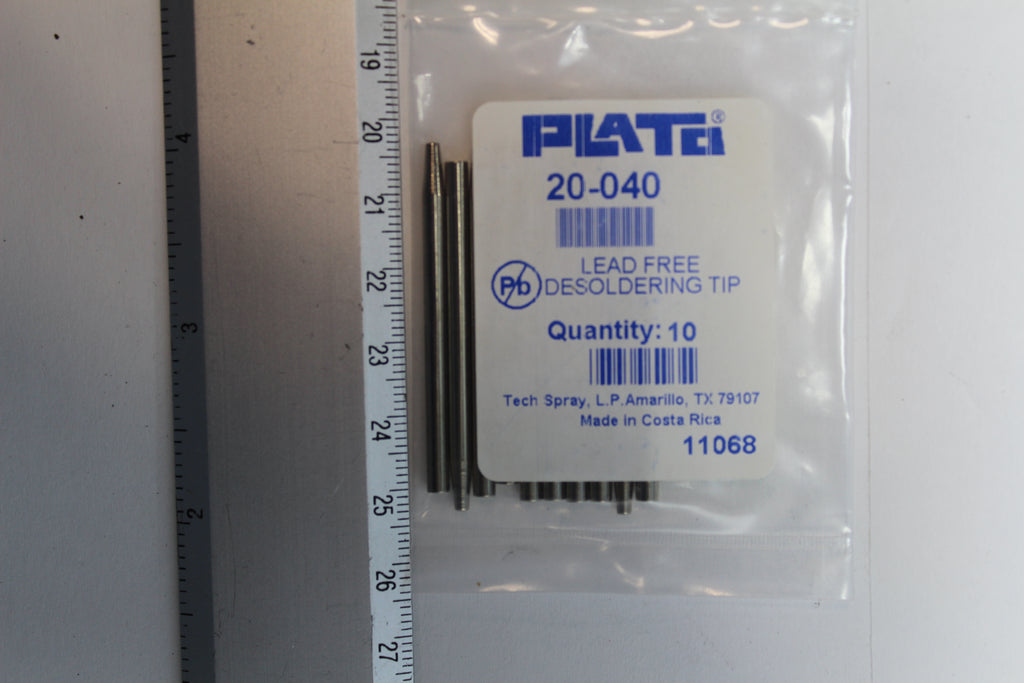 PLATO®
20-040
LEAD FREE
Pb
DESOLDERING TIP
Quantity: 10
Tech Spray, L.P. Amarillo, TX 79107
Made in Costa Rica
11068
19
20
21
22
23
24
25
26
27
4
3
2